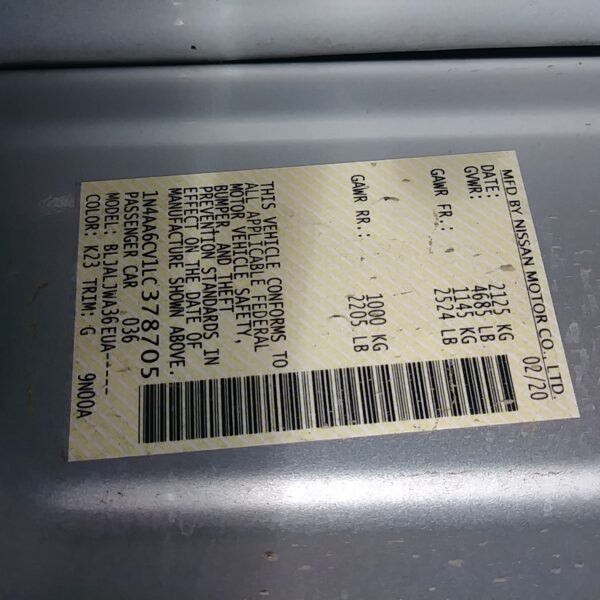 MFD BY NISSAN MOTOR CO., LTD.
DATE: 02/20
GVWR: 2125 KG
4685 LB
GAWR FR.: 1145 KG
2524 LB
GAWR RR.: 1000 KG
2205 LB
THIS VEHICLE CONFORMS TO
ALL APPLICABLE FEDERAL
MOTOR VEHICLE SAFETY,
BUMPER, AND THEFT
PREVENTION STANDARDS IN
EFFECT ON THE DATE OF
MANUFACTURE SHOWN ABOVE.
1N4AA6CV1LC378705
PASSENGER CAR 036
MODEL: BLJALJWA36EUA-----
COLOR: K23 TRIM: G 9N00A